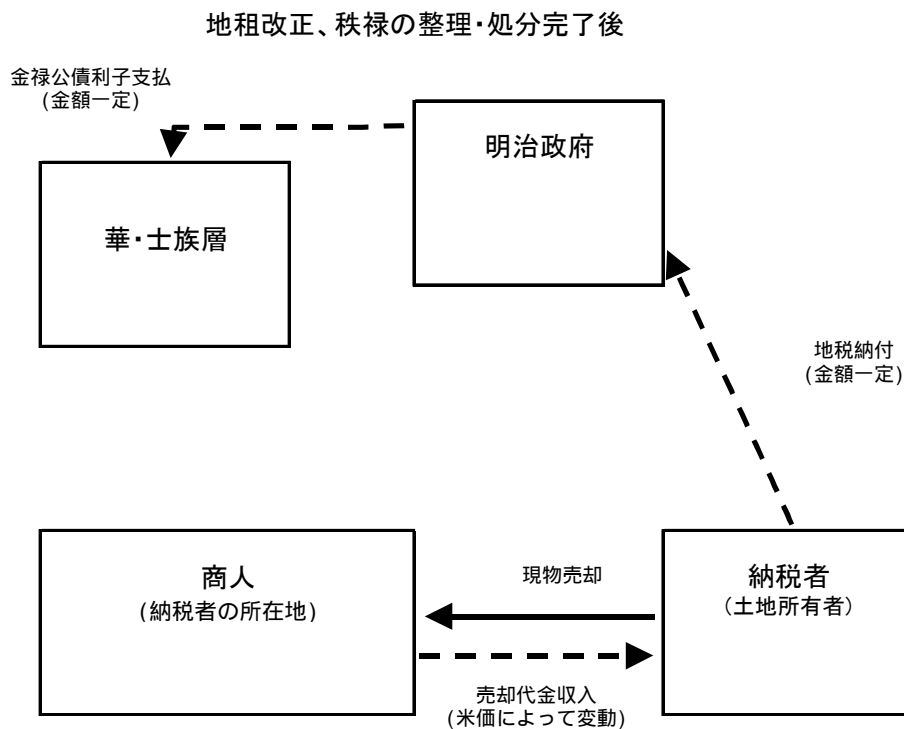 地租改正、秩禄の整理･処分完了後
金禄公債利子支払
(金額一定)
明治政府
華･士族層
地税納付
(金額一定)
商人
(納税者の所在地)
現物売却
納税者
(土地所有者)
売却代金収入
(米価によって変動)